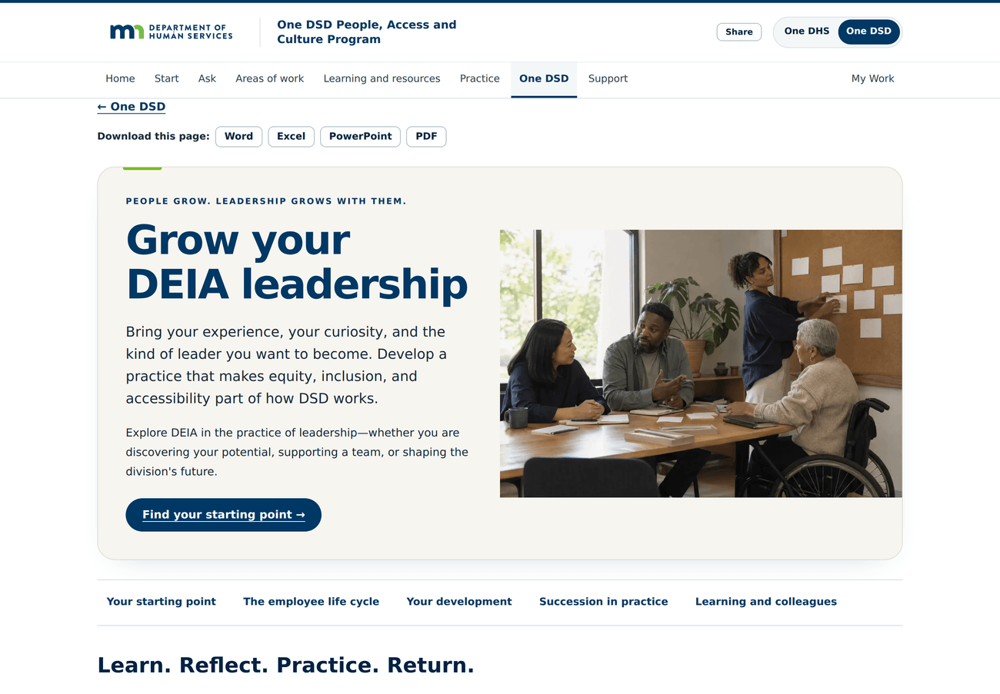 DEPARTMENT OF
HUMAN SERVICES
One DSD People, Access and
Culture Program
Share
One DHS
One DSD
Home
Start
Ask
Areas of work
Learning and resources
Practice
One DSD
Support
My Work
← One DSD
Download this page:
Word
Excel
PowerPoint
PDF
PEOPLE GROW. LEADERSHIP GROWS WITH THEM.
Grow your
DEIA leadership
Bring your experience, your curiosity, and the
kind of leader you want to become. Develop a
practice that makes equity, inclusion, and
accessibility part of how DSD works.
Explore DEIA in the practice of leadership—whether you are
discovering your potential, supporting a team, or shaping the
division's future.
Find your starting point →
Your starting point
The employee life cycle
Your development
Succession in practice
Learning and colleagues
Learn. Reflect. Practice. Return.